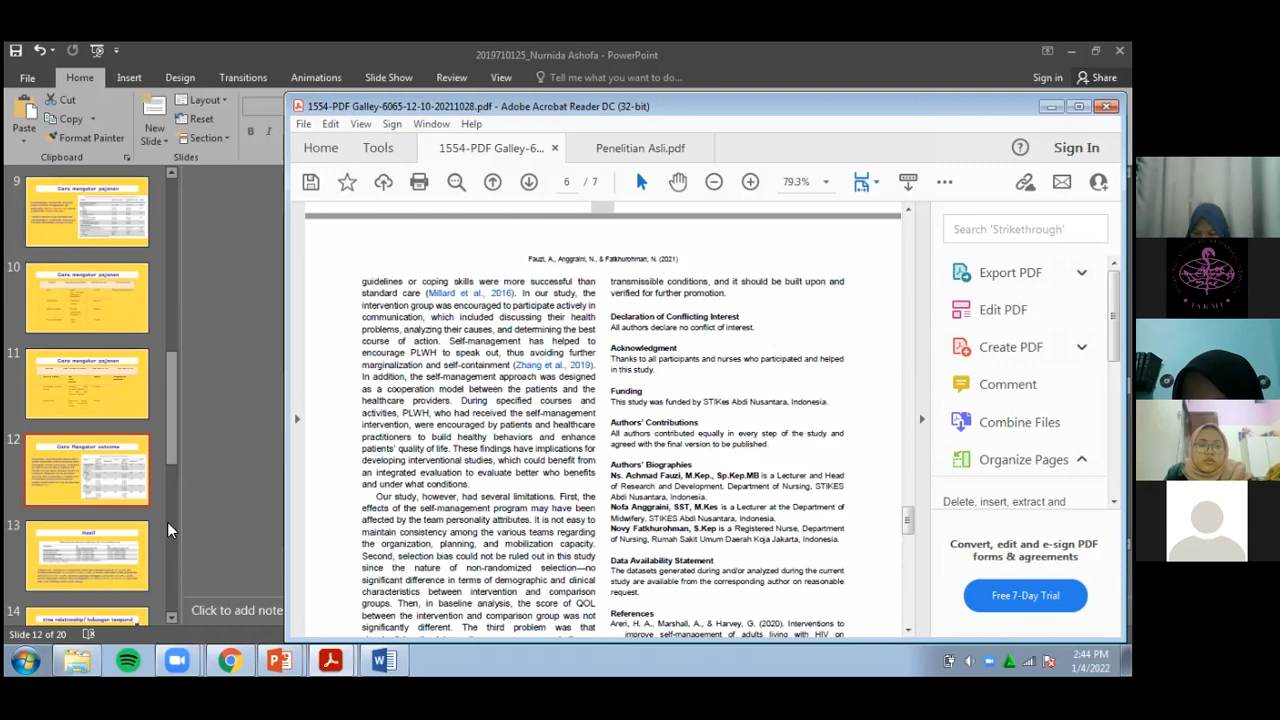 2019710125_Nurnida Ashofa - PowerPoint
File Home Insert Design Transitions Animations Slide Show Review View Tell me what you want to do... Sign in Share
Cut
Copy
Format Painter
Paste
Clipboard
New
Slide
Layout
Reset
Section
Slides
B I
9
Cara mengukur pajanan
10
Cara mengukur pajanan
11
Cara mengukur pajanan
12
Cara Mengukur outcome
13
Hasil
14
time relationship/ hubungan temporal
Click to add note
Slide 12 of 20
1554-PDF Galley-6065-12-10-20211028.pdf - Adobe Acrobat Reader DC (32-bit)
File Edit View Sign Window Help
Home Tools 1554-PDF Galley-6... Penelitian Asli.pdf Sign In
6 / 7 79.3%
Fauzi, A., Anggraini, N., & Fatkhurohman, N. (2021)
guidelines or coping skills were more successful than
standard care (Millard et al., 2016). In our study, the
intervention group was encouraged to participate actively in
communication, which included discussing their health
problems, analyzing their causes, and determining the best
course of action. Self-management has helped to
encourage PLWH to speak out, thus avoiding further
marginalization and self-containment (Zhang et al., 2019).
In addition, the self-management approach was designed
as a cooperation model between the patients and the
healthcare providers. During specified courses and
activities, PLWH, who had received the self-management
intervention, were encouraged by patients and healthcare
practitioners to build healthy behaviors and enhance
patients' quality of life. These findings have implications for
developing interventional studies, which could benefit from
an integrated evaluation to evaluate better who benefits
and under what conditions.
Our study, however, had several limitations. First, the
effects of the self-management program may have been
affected by the team personality attributes. It is not easy to
maintain consistency among the various teams regarding
the organization, planning, and mobilization capacity.
Second, selection bias could not be ruled out in this study
since the nature of non-randomized selection—no
significant difference in terms of demographic and clinical
characteristics between intervention and comparison
groups. Then, in baseline analysis, the score of QOL
between the intervention and comparison group was not
significantly different. The third problem was that
transmissible conditions, and it should be built upon and
verified for further promotion.
Declaration of Conflicting Interest
All authors declare no conflict of interest.
Acknowledgment
Thanks to all participants and nurses who participated and helped
in this study.
Funding
This study was funded by STIKes Abdi Nusantara, Indonesia.
Authors' Contributions
All authors contributed equally in every step of the study and
agreed with the final version to be published.
Authors' Biographies
Ns. Achmad Fauzi, M.Kep., Sp.Kep.MB is a Lecturer and Head
of Research and Development, Department of Nursing, STIKES
Abdi Nusantara, Indonesia.
Nofa Anggraini, SST, M.Kes is a Lecturer at the Department of
Midwifery, STIKES Abdi Nusantara, Indonesia.
Novy Fatkhurohman, S.Kep is a Registered Nurse, Department
of Nursing, Rumah Sakit Umum Daerah Koja Jakarta, Indonesia.
Data Availability Statement
The datasets generated during and/or analyzed during the current
study are available from the corresponding author on reasonable
request.
References
Areri, H. A., Marshall, A., & Harvey, G. (2020). Interventions to
improve self-management of adults living with HIV on
Search 'Strikethrough'
Export PDF
Edit PDF
Create PDF
Comment
Combine Files
Organize Pages
Delete, insert, extract and
Convert, edit and e-sign PDF
forms & agreements
Free 7-Day Trial
IAKMI
2:44 PM
1/4/2022